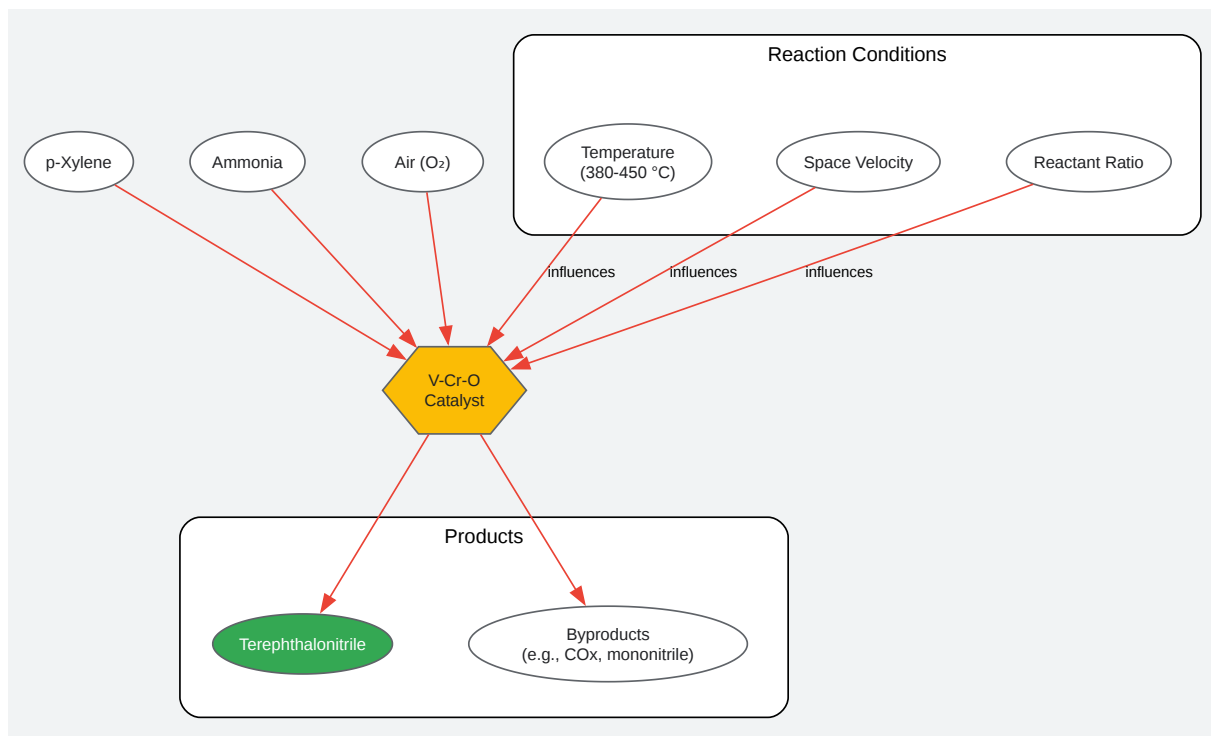 Reaction Conditions
p-Xylene
Ammonia
Air (O₂)
Temperature
(380-450 °C)
Space Velocity
Reactant Ratio
influences
influences
influences
V-Cr-O
Catalyst
Products
Terephthalonitrile
Byproducts
(e.g., COx, mononitrile)